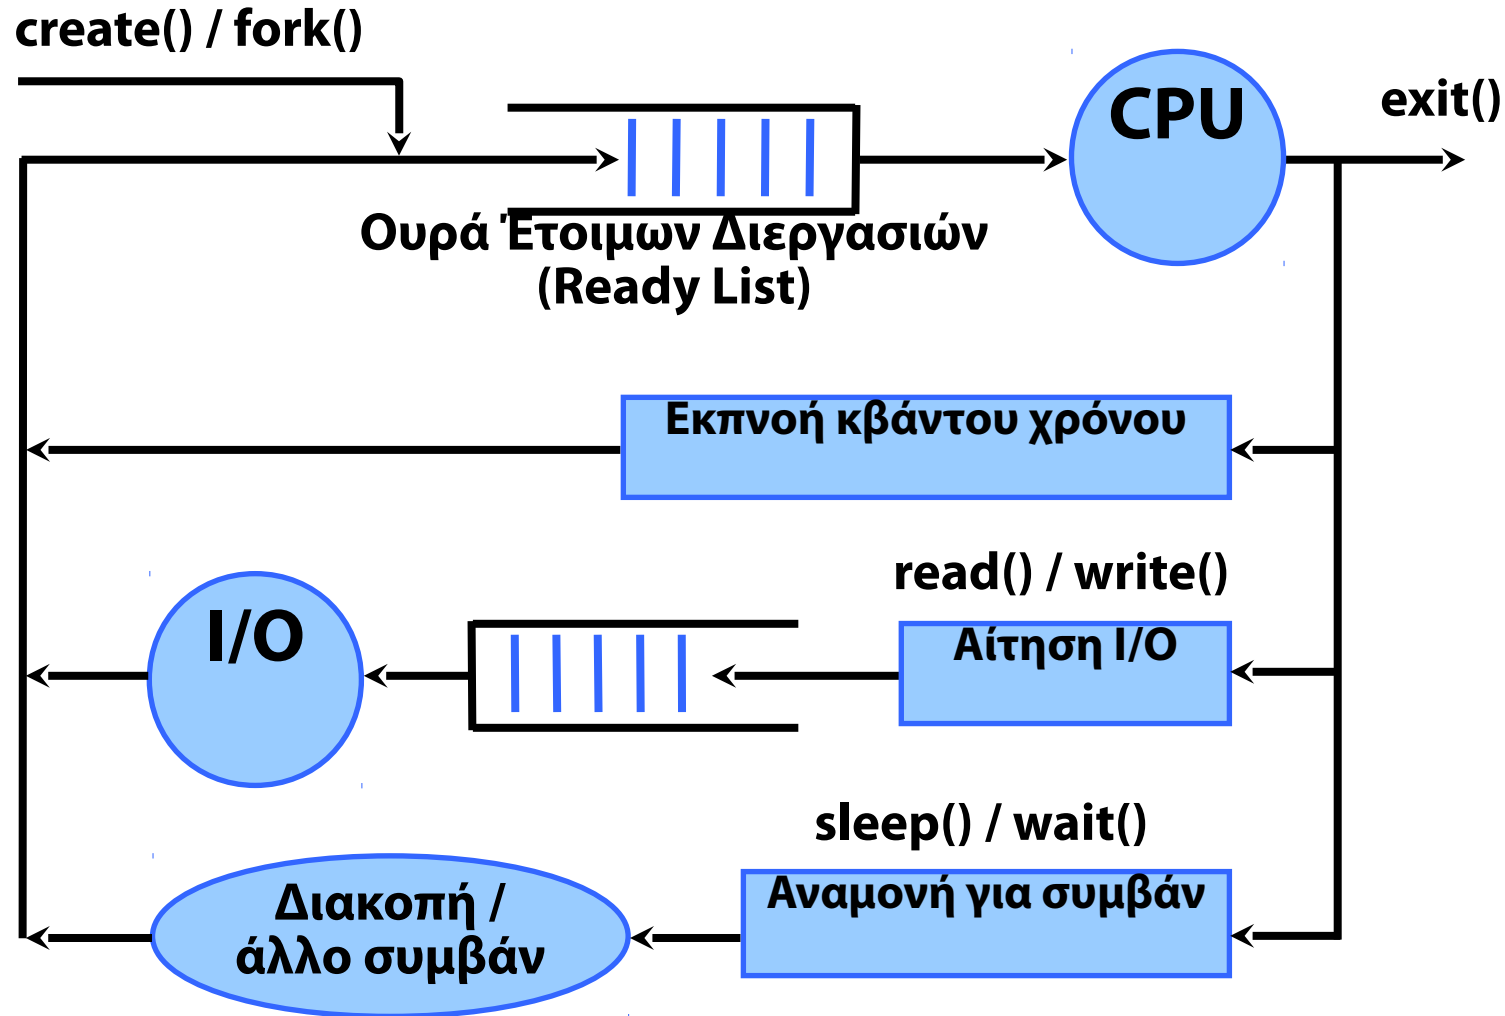 create() / fork()
CPU
exit()
Ουρά Έτοιμων Διεργασιών
(Ready List)
Εκπνοή κβάντου χρόνου
read() / write()
I/O
Αίτηση I/O
sleep() / wait()
Αναμονή για συμβάν
Διακοπή /
άλλο συμβάν